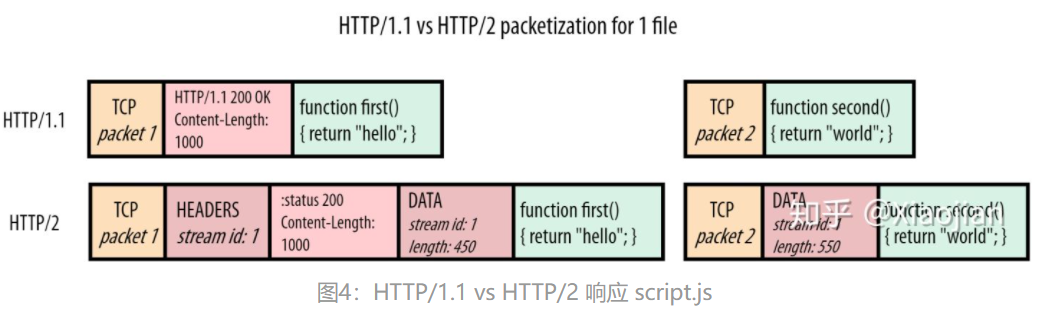 HTTP/1.1 vs HTTP/2 packetization for 1 file
HTTP/1.1
TCP
packet 1
HTTP/1.1 200 OK
Content-Length:
1000
function first()
{ return "hello"; }
TCP
packet 2
function second()
{ return "world"; }
HTTP/2
TCP
packet 1
HEADERS
stream id: 1
:status 200
Content-Length:
1000
DATA
stream id: 1
length: 450
function first()
{ return "hello"; }
TCP
packet 2
DATA
stream id: 1
length: 550
function second()
{ return "world"; }
知乎 @Xiaojian
图4：HTTP/1.1 vs HTTP/2 响应 script.js